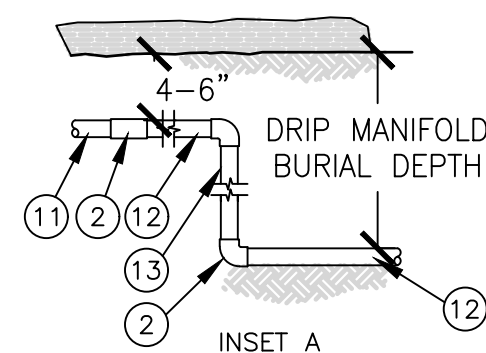 4-6”
DRIP MANIFOLD
BURIAL DEPTH
11 2 12
13
2
12
INSET A